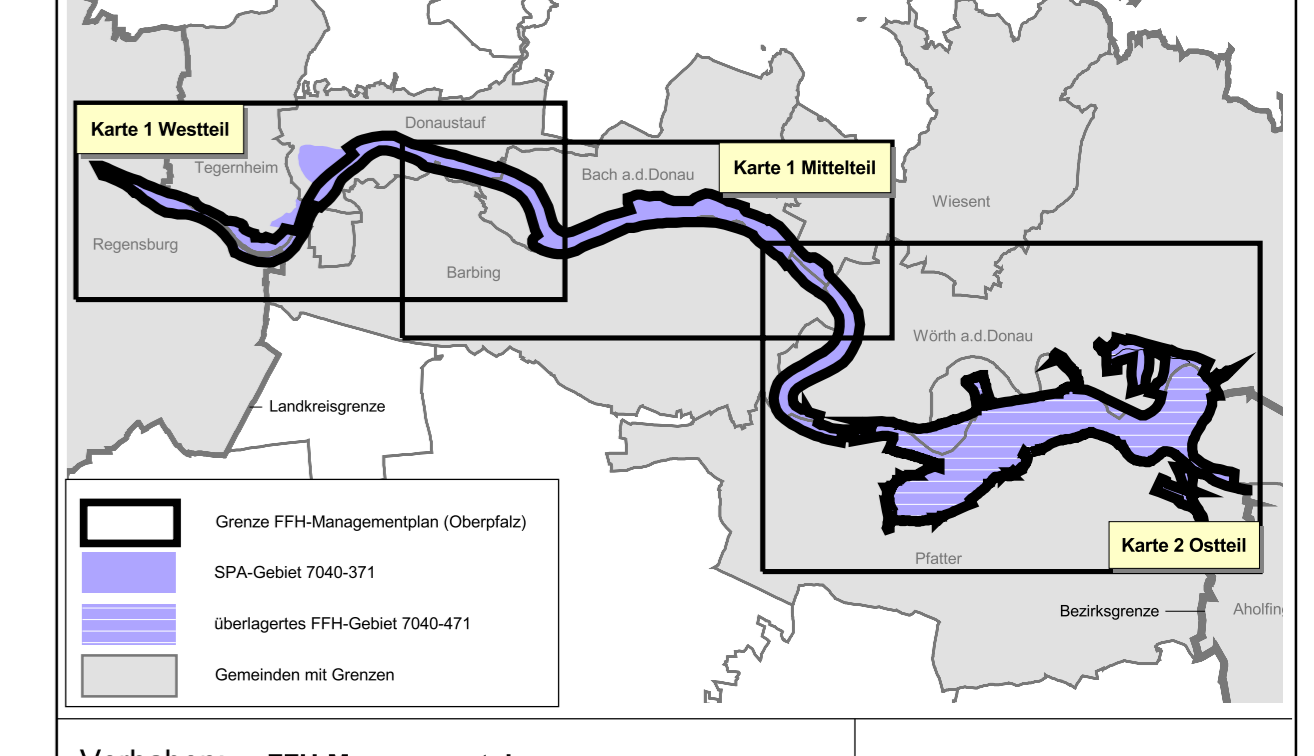 Karte 1 Westteil
Donaustauf
Tegernheim
Bach a.d.Donau
Karte 1 Mittelteil
Wiesent
Regensburg
Barbing
Wörth a.d.Donau
Landkreisgrenze
Grenze FFH-Managementplan (Oberpfalz)
SPA-Gebiet 7040-371
überlagertes FFH-Gebiet 7040-471
Gemeinden mit Grenzen
Karte 2 Ostteil
Pfatter
Bezirksgrenze
Aholfin